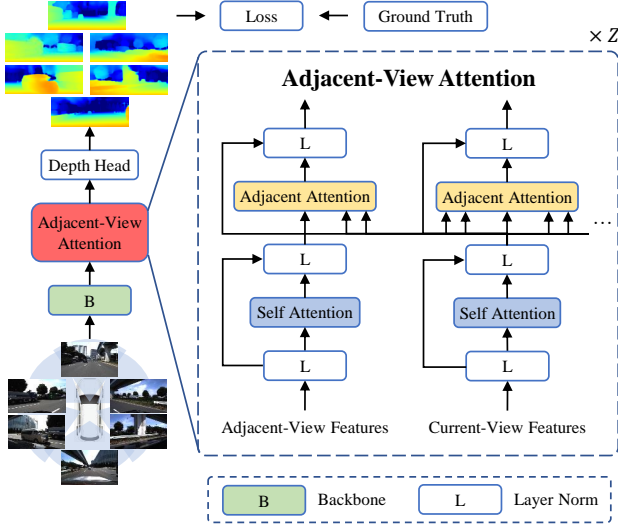 Loss
Ground Truth
× Z
Adjacent-View Attention
L
L
Depth Head
Adjacent Attention
Adjacent Attention
Adjacent-View
Attention
...
L
L
B
Self Attention
Self Attention
L
L
Adjacent-View Features
Current-View Features
B
Backbone
L
Layer Norm